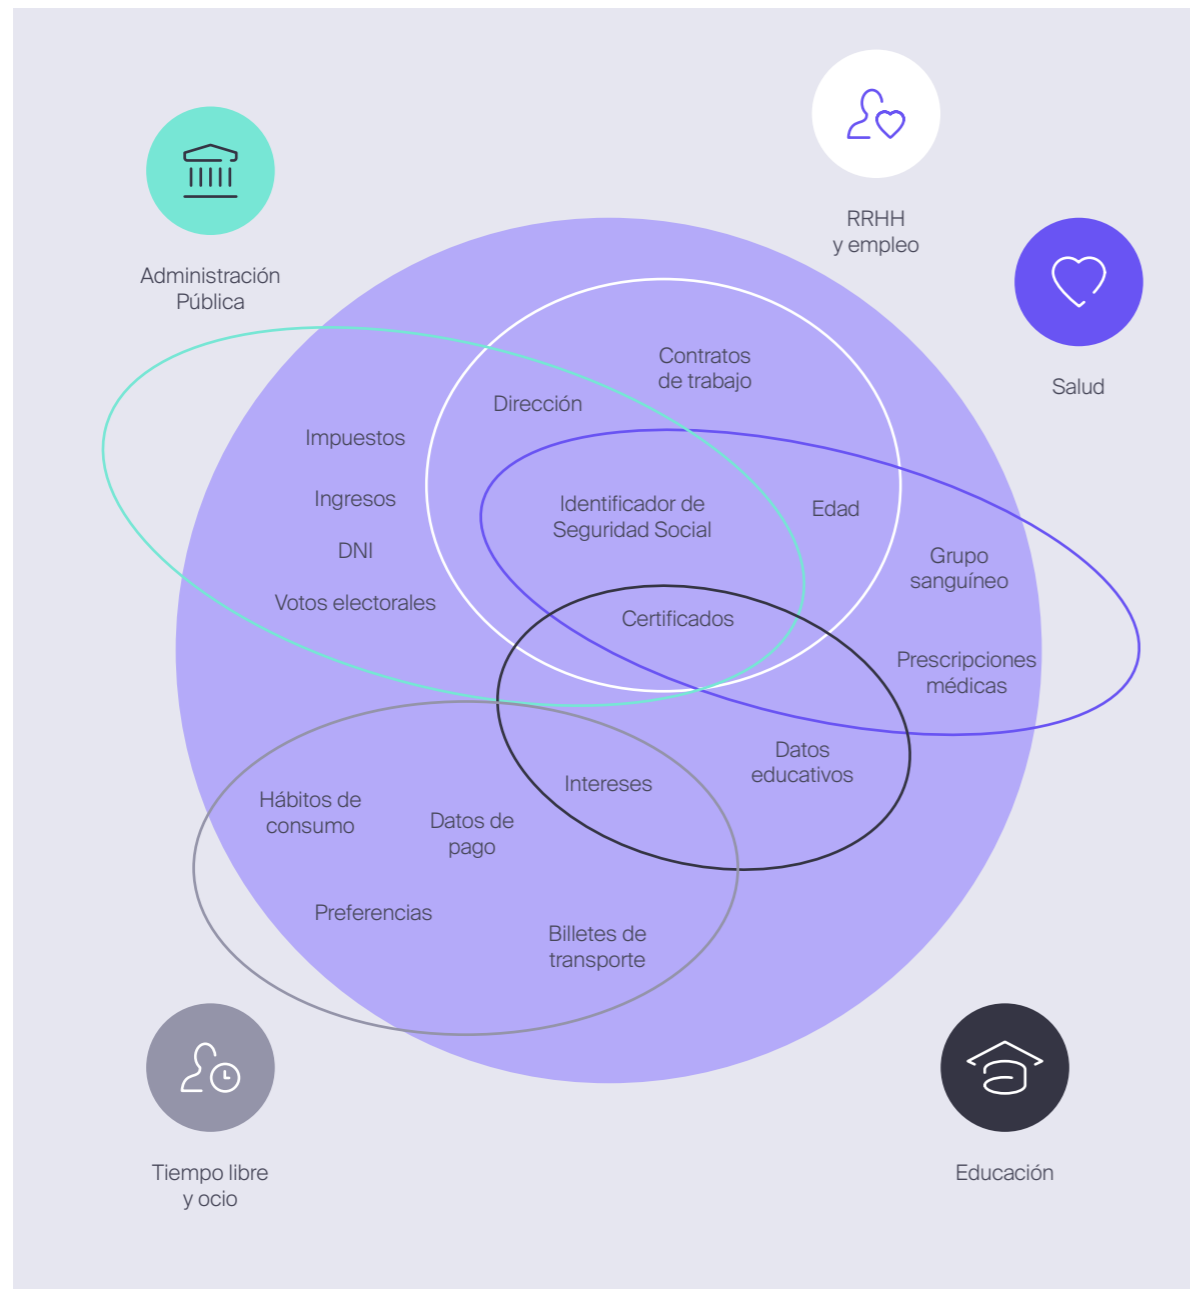 RRHH
y empleo
Administración
Pública
Salud
Contratos
de trabajo
Dirección
Impuestos
Ingresos
DNI
Votos electorales
Identificador de
Seguridad Social
Edad
Grupo
sanguíneo
Certificados
Prescripciones
médicas
Datos
educativos
Intereses
Hábitos de
consumo
Datos de
pago
Preferencias
Billetes de
transporte
Tiempo libre
y ocio
Educación